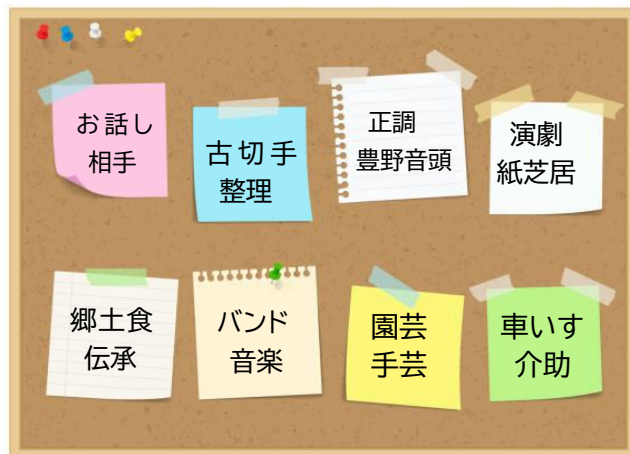 お話し
相手
古切手
整理
正調
豊野音頭
演劇
紙芝居
郷土食
伝承
バンド
音楽
園芸
手芸
車いす
介助